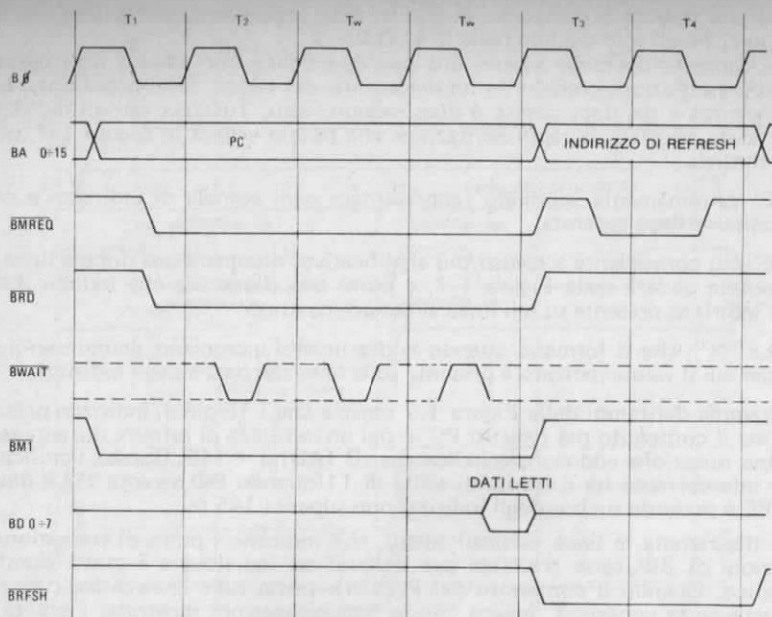 T1 T2 Tw Tw T3 T4
BØ
BA 0÷15 PC INDIRIZZO DI REFRESH
BMREQ
BRD
BWAIT
BM1
DATI LETTI
BD 0÷7
BRFSH